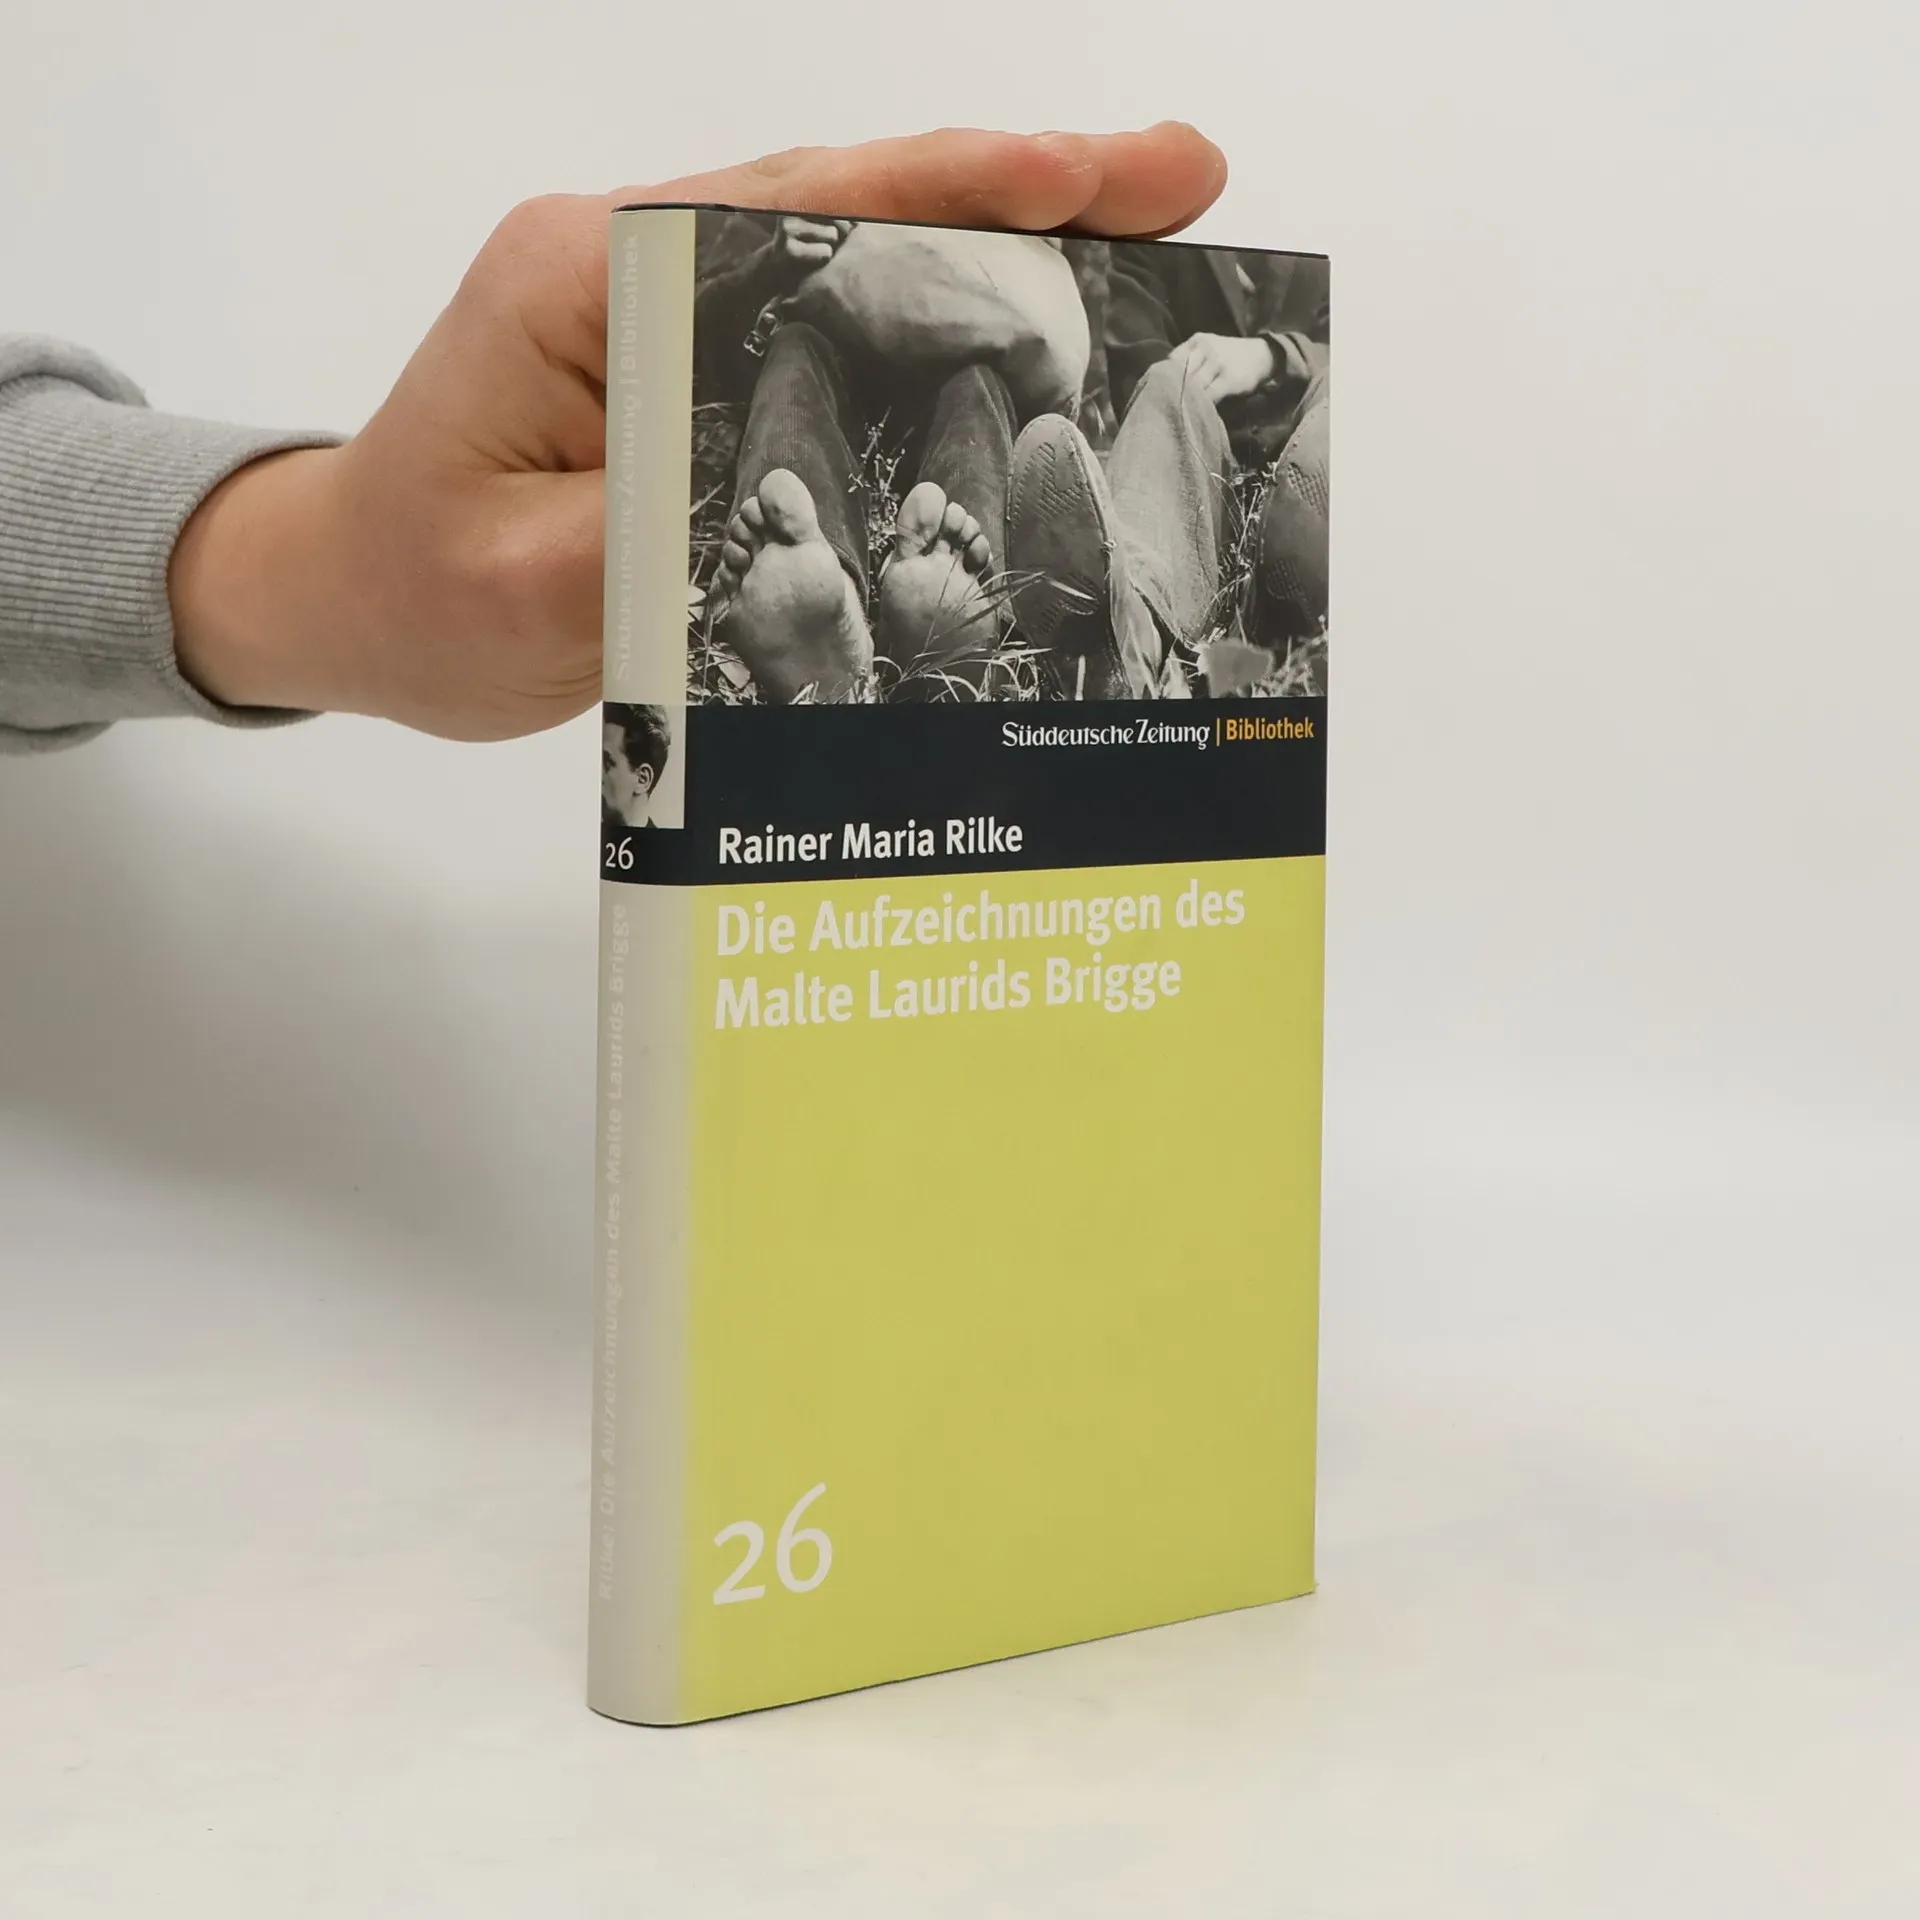 Süddeutsche Zeitung | Bibliothek
Rainer Maria Rilke
Die Aufzeichnungen des
Malte Laurids Brigge
26
Süddeutsche Zeitung | Bibliothek
26
Rilke: Die Aufzeichnungen des Malte Laurids Brigge